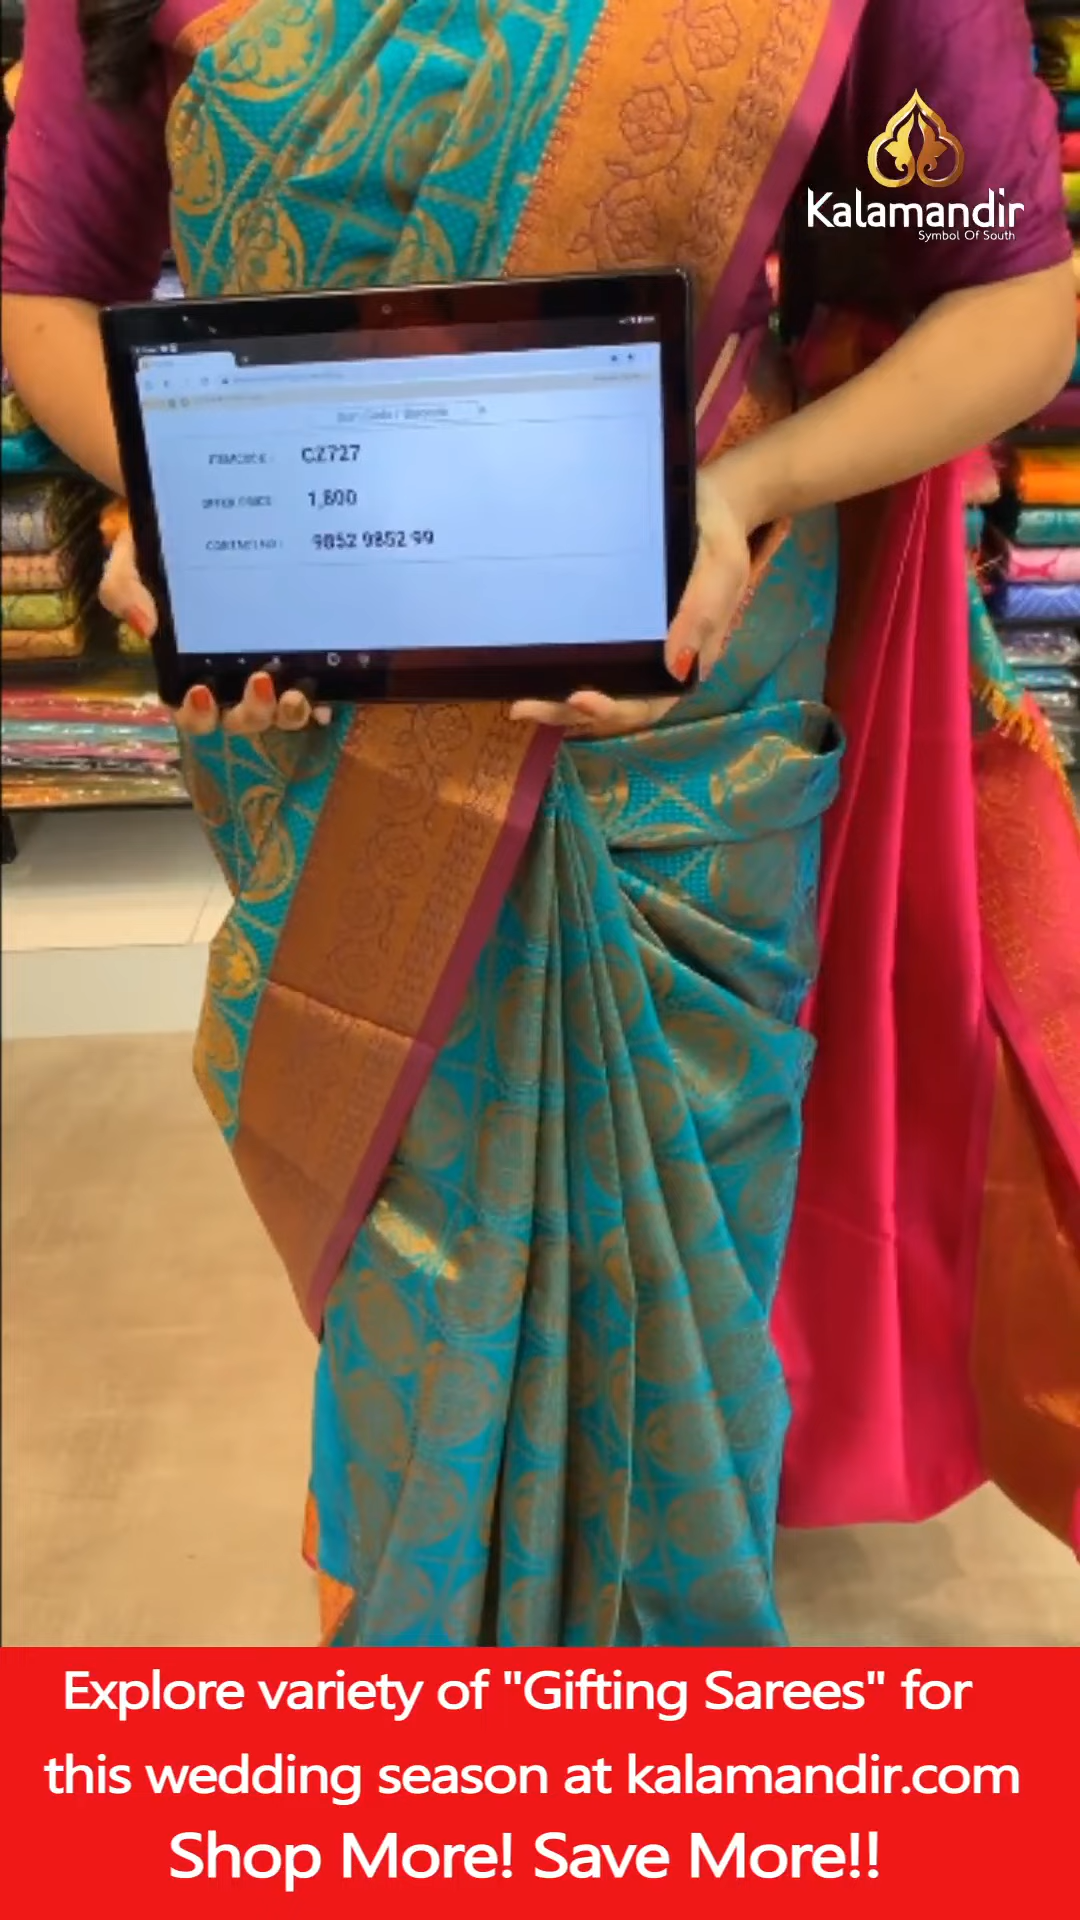 Kalamandir
Symbol Of South
CZ727
1,800
9852 9852 99
Explore variety of "Gifting Sarees" for
this wedding season at kalamandir.com
Shop More! Save More!!